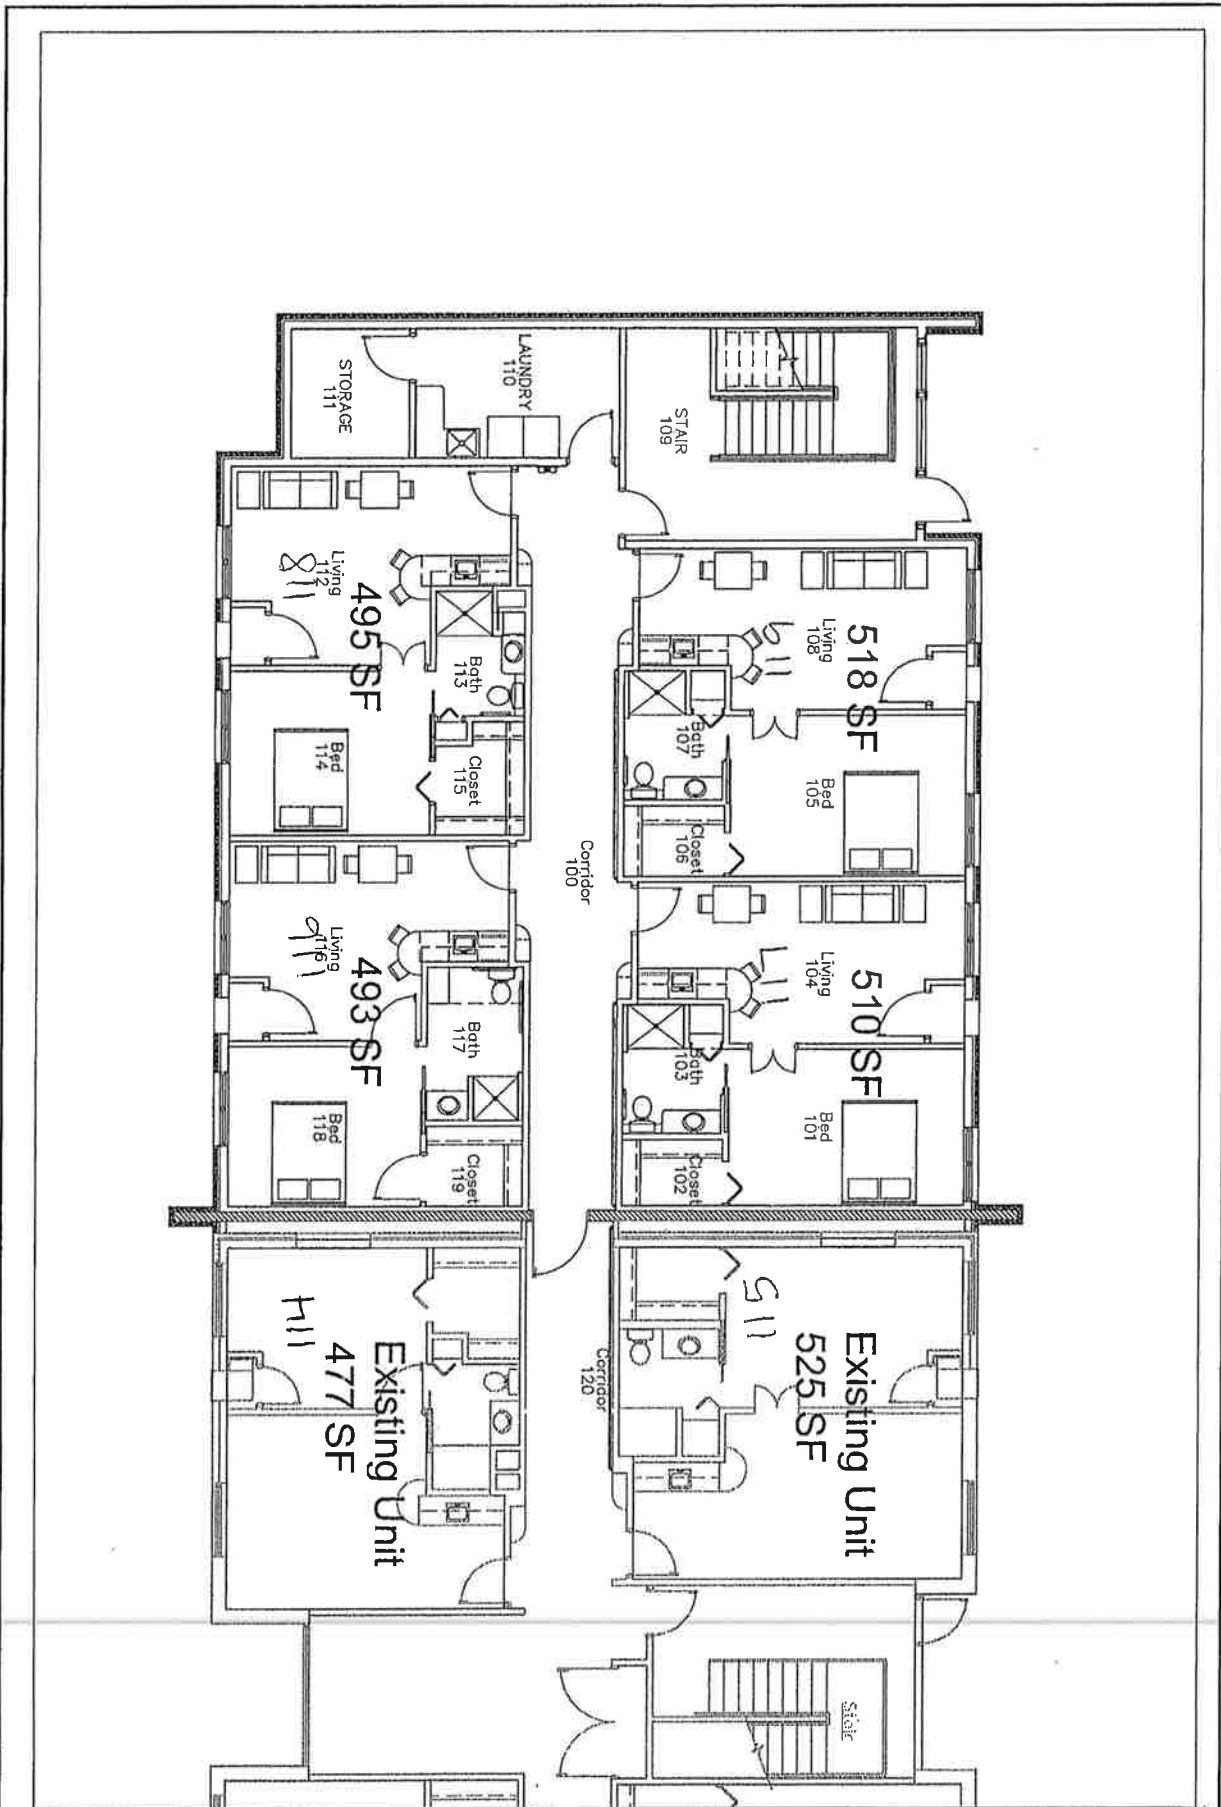 518 SF
510 SF
Existing Unit
525 SF
Living
108
119
Bed
105
Living
104
117
Bed
101
115
STAIR
109
Bath
107
Closet
106
Bath
103
Closet
102
Stair
Corridor
100
Corridor
120
LAUNDRY
110
STORAGE
111
Bath
113
Closet
115
Bath
117
Closet
119
495 SF
493 SF
Existing Unit
477 SF
Living
112
118
Bed
114
Living
116
116
Bed
118
114